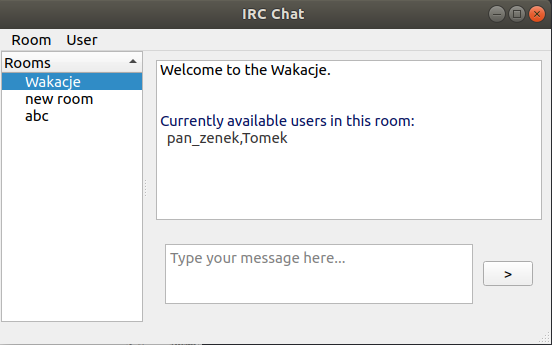 IRC Chat
Room User
Rooms
Wakacje
new room
abc
Welcome to the Wakacje.
Currently available users in this room:
pan_zenek,Tomek
Type your message here...
>